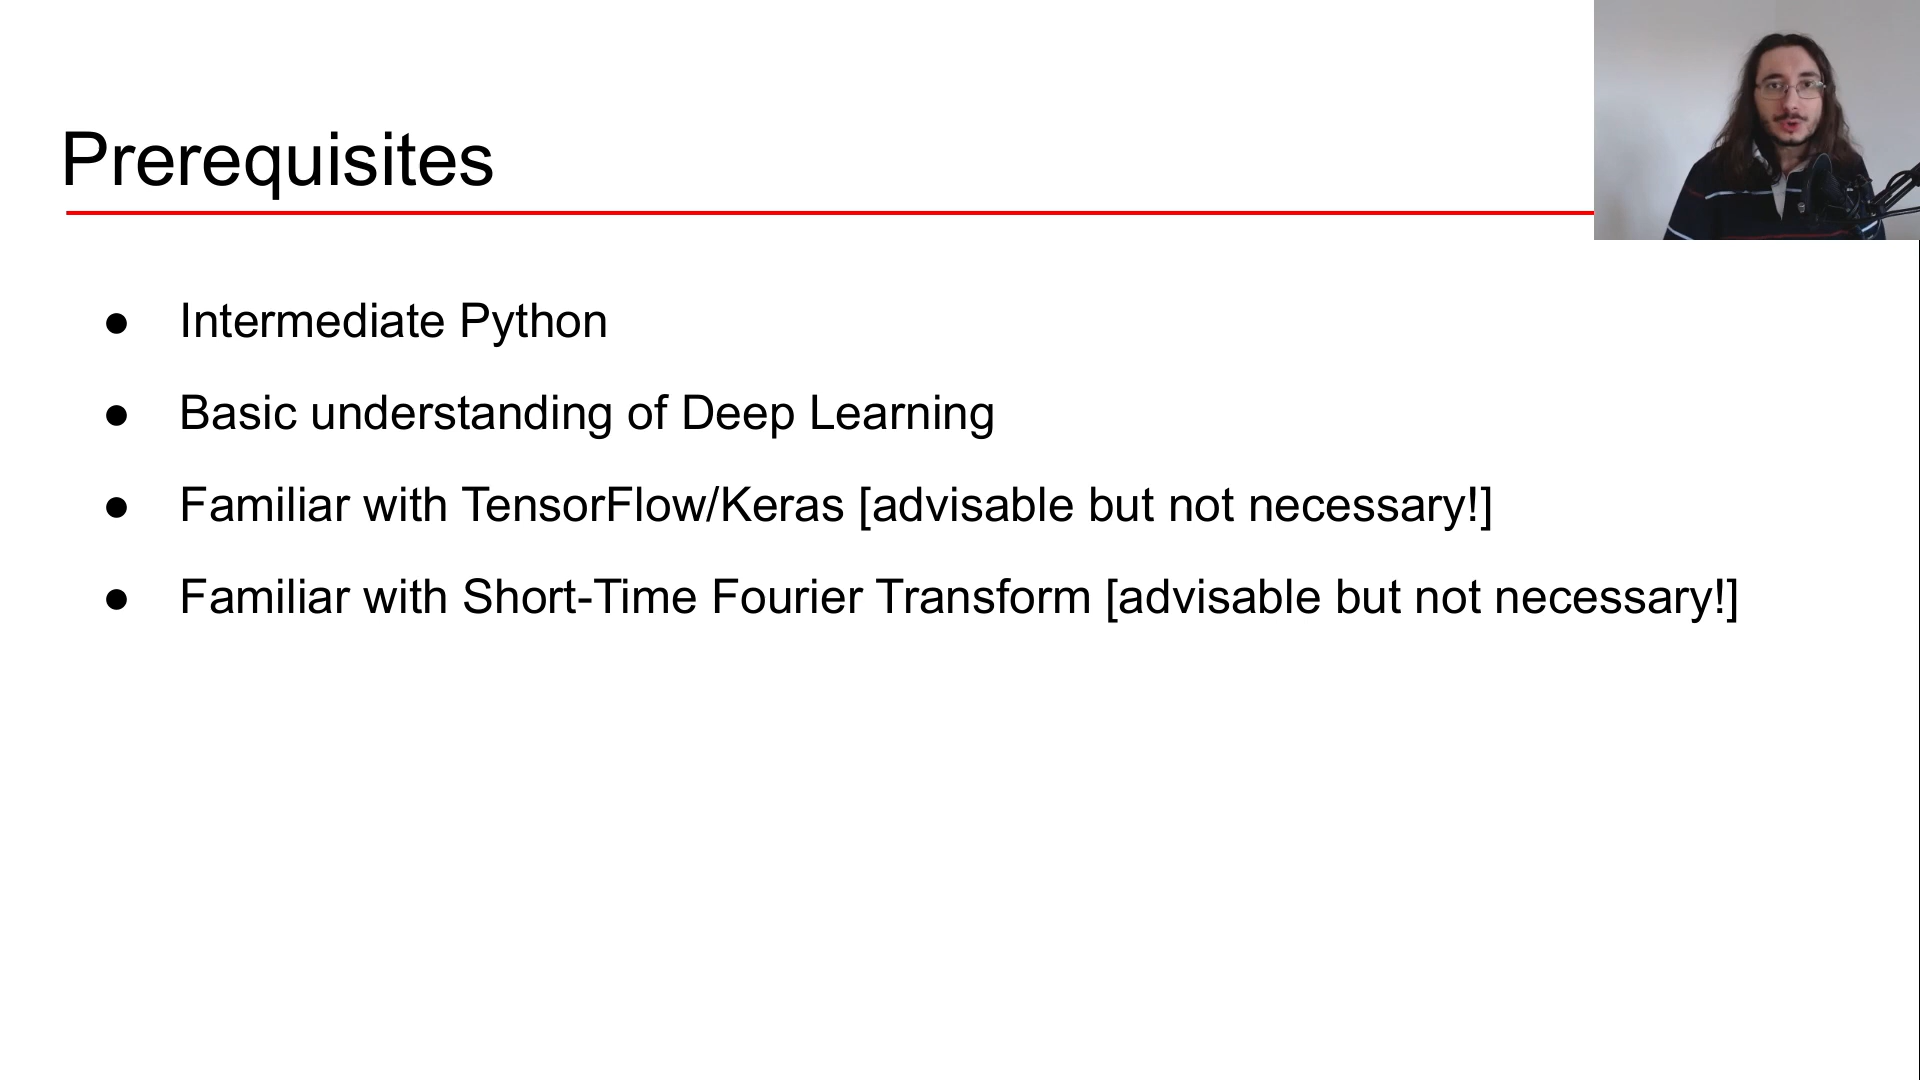 Prerequisites
● Intermediate Python
● Basic understanding of Deep Learning
● Familiar with TensorFlow/Keras [advisable but not necessary!]
● Familiar with Short-Time Fourier Transform [advisable but not necessary!]